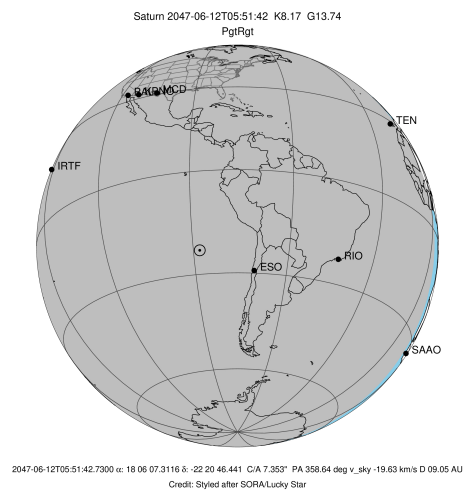 Saturn 2047-06-12T05:51:42 K8.17 G13.74
PgtRgt
MCD
TEN
IRTF
RIO
ESO
SAAO
2047-06-12T05:51:42.7300 α: 18 06 07.3116 δ: -22 20 46.441 C/A 7.353" PA 358.64 deg v_sky -19.63 km/s D 09.05 AU
Credit: Styled after SORA/Lucky Star